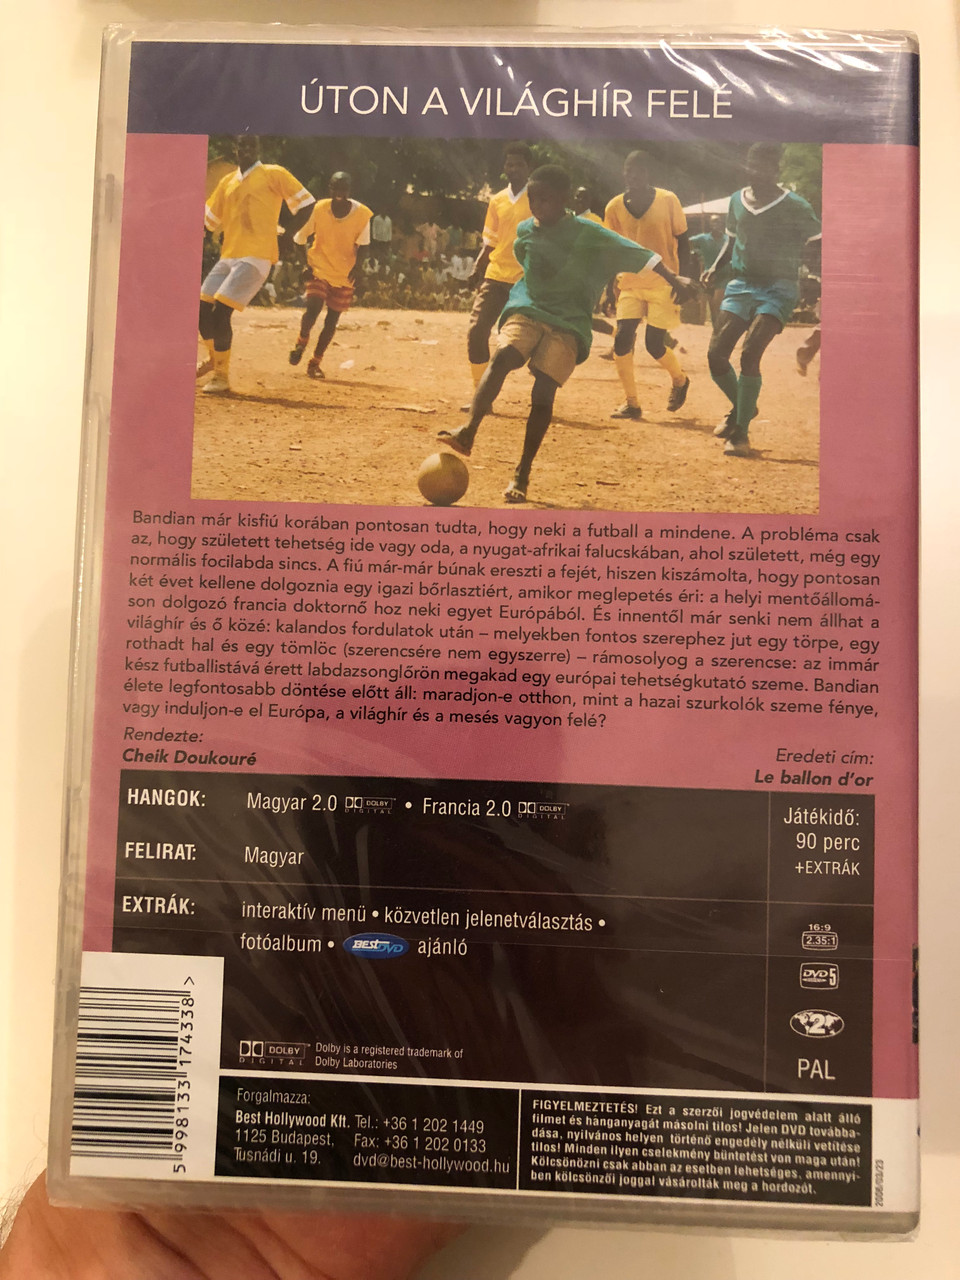 ÚTON A VILÁGHÍR FELÉ
Bandian már kisfiú korában pontosan tudta, hogy neki a futball a mindene. A probléma csak
az, hogy született tehetség ide vagy oda, a nyugat-afrikai falucskában, ahol született, még egy
normális focilabda sincs. A fiú már-már búnak ereszti a fejét, hiszen kiszámolta, hogy pontosan
két évet kellene dolgoznia egy igazi bőrlasztiért, amikor meglepetés éri: a helyi mentőállomá-
son dolgozó francia doktornő hoz neki egyet Európából. És innentől már senki nem állhat a
világhír és ő közé: kalandos fordulatok után – melyekben fontos szerephez jut egy törpe, egy
rothadt hal és egy tömlöc (szerencsére nem egyszerre) – rámosolyog a szerencse: az immár
kész futballistává érett labdazsonglőrön megakad egy európai tehetségkutató szeme. Bandian
élete legfontosabb döntése előtt áll: maradjon-e otthon, mint a hazai szurkolók szeme fénye,
vagy induljon-e el Európa, a világhír és a mesés vagyon felé?
Rendezte:
Cheik Doukouré
Eredeti cím:
Le ballon d'or
HANGOK: Magyar 2.0 DOLBY DIGITAL • Francia 2.0 DOLBY DIGITAL
FELIRAT: Magyar
EXTRÁK: interaktív menü • közvetlen jelenetválasztás •
fotóalbum • BEST DVD ajánló
Játékidő:
90 perc
+EXTRÁK
16:9
2.35:1
DVD 5
2
PAL
DOLBY DIGITAL
Dolby is a registered trademark of
Dolby Laboratories
5 998133 174338 >
Forgalmazza:
Best Hollywood Kft. Tel.: +36 1 202 1449
1125 Budapest, Fax: +36 1 202 0133
Tusnádi u. 19. dvd@best-hollywood.hu
FIGYELMEZTETÉS! Ezt a szerzői jogvédelem alatt álló
filmet és hanganyagát másolni tilos! Jelen DVD továbba-
dása, nyilvános helyen történő engedély nélküli vetítése
tilos! Minden ilyen cselekmény büntetést von maga után!
Kölcsönözni csak abban az esetben lehetséges, amennyi-
ben kölcsönzői joggal vásárolták meg a hordozót.
2006/03/23